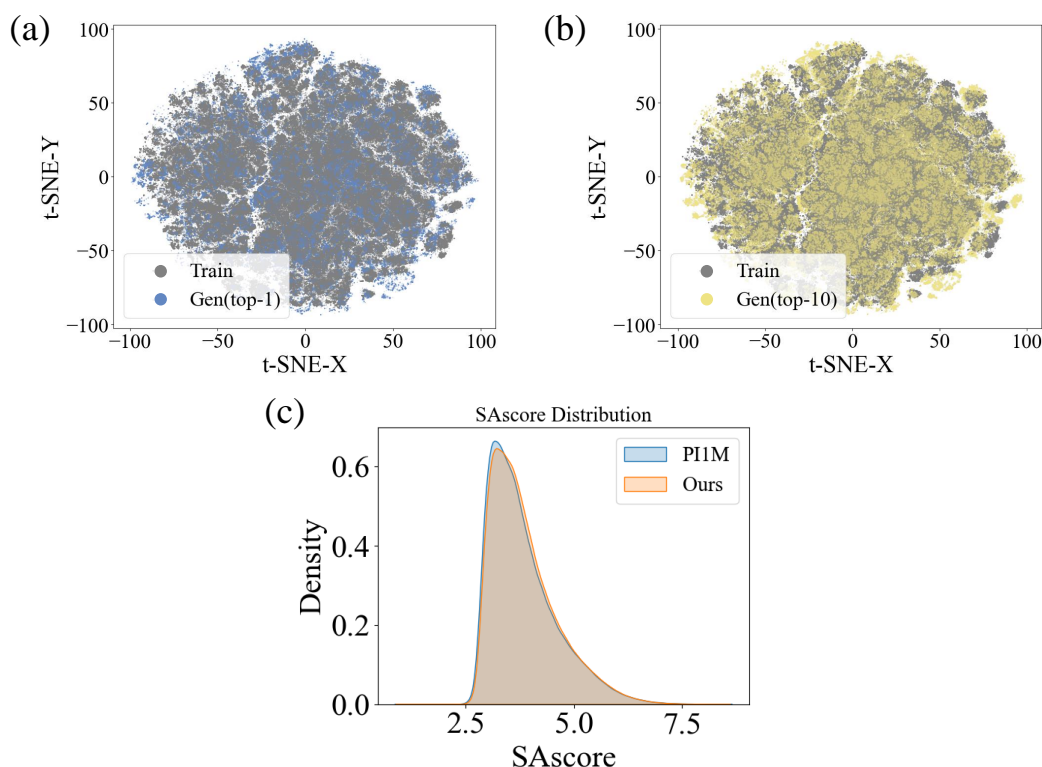 (a)
100
50
0
−50
−100
t-SNE-Y
Train
Gen(top-1)
−100
−50
0
50
100
t-SNE-X
(b)
100
50
0
−50
−100
t-SNE-Y
Train
Gen(top-10)
−100
−50
0
50
100
t-SNE-X
(c)
SAscore Distribution
0.6
0.4
0.2
0.0
Density
PI1M
Ours
2.5
5.0
7.5
SAscore